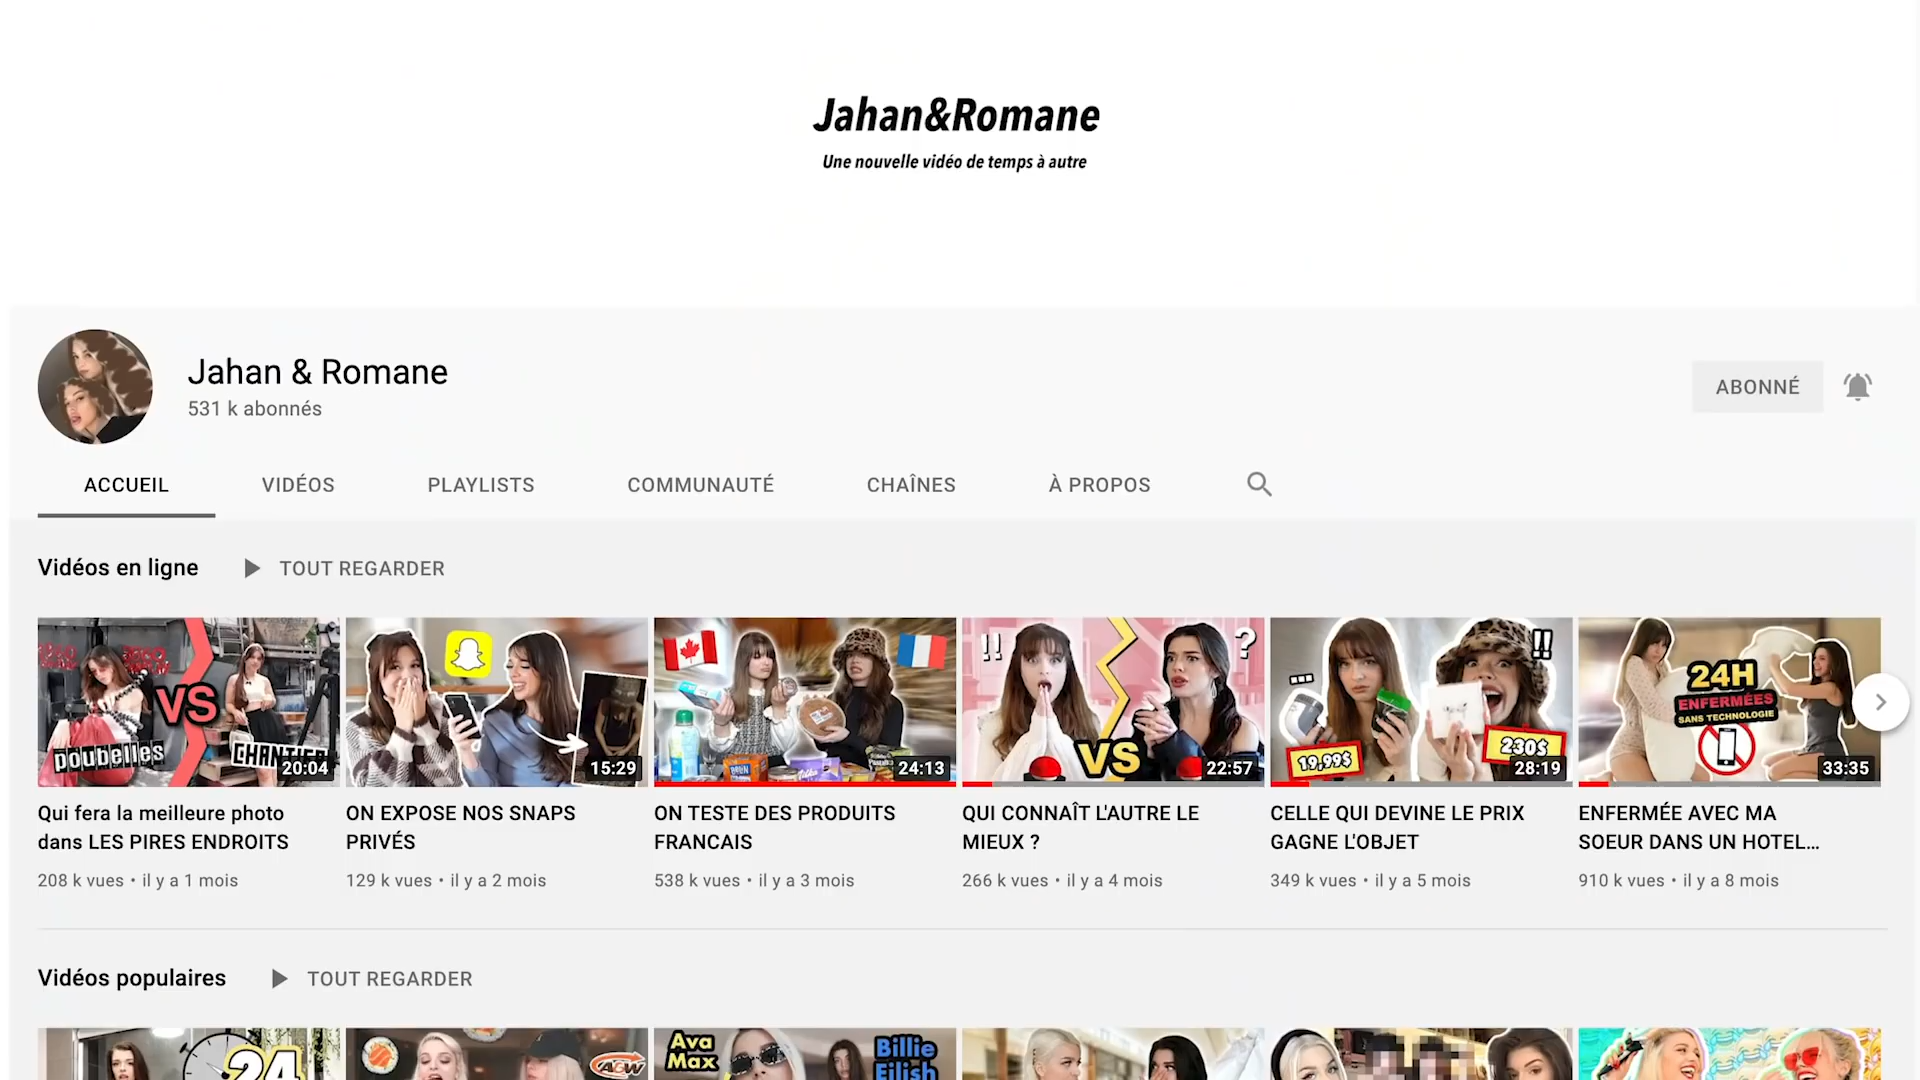 Jahan&Romane
Une nouvelle vidéo de temps à autre
Jahan & Romane
531 k abonnés
ABONNÉ
ACCUEIL
VIDÉOS
PLAYLISTS
COMMUNAUTÉ
CHAÎNES
À PROPOS
Vidéos en ligne
TOUT REGARDER
VS
poubelles
20:04
15:29
24:13
!!
?
VS
22:57
...
!!
19,99$
230$
28:19
24H
ENFERMÉES
SANS TECHNOLOGIE
33:35
Qui fera la meilleure photo
dans LES PIRES ENDROITS
208 k vues • il y a 1 mois
ON EXPOSE NOS SNAPS
PRIVÉS
129 k vues • il y a 2 mois
ON TESTE DES PRODUITS
FRANCAIS
538 k vues • il y a 3 mois
QUI CONNAÎT L'AUTRE LE
MIEUX ?
266 k vues • il y a 4 mois
CELLE QUI DEVINE LE PRIX
GAGNE L'OBJET
349 k vues • il y a 5 mois
ENFERMÉE AVEC MA
SOEUR DANS UN HOTEL...
910 k vues • il y a 8 mois
Vidéos populaires
TOUT REGARDER
24
A&W
Ava
Max
Billie
Eilish